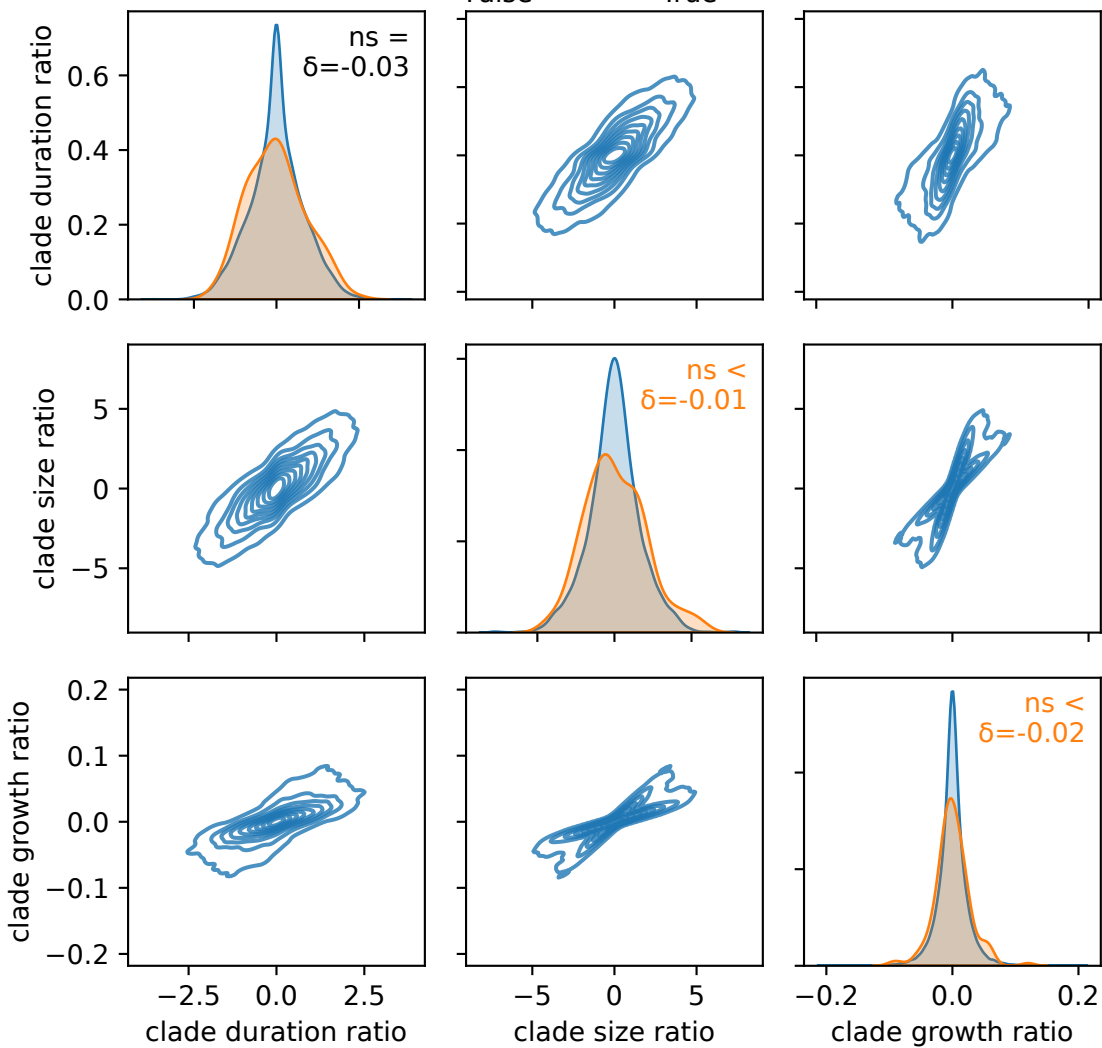 clade duration ratio
0.6
0.4
0.2
0.0
ns =
δ=-0.03
clade size ratio
5
0
−5
ns <
δ=-0.01
clade growth ratio
0.2
0.1
0.0
−0.1
−0.2
ns <
δ=-0.02
−2.5 0.0 2.5
−5 0 5
−0.2 0.0 0.2
clade duration ratio
clade size ratio
clade growth ratio